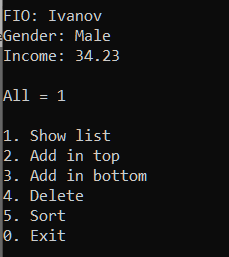 FIO: Ivanov
Gender: Male
Income: 34.23
All = 1
1. Show list
2. Add in top
3. Add in bottom
4. Delete
5. Sort
0. Exit